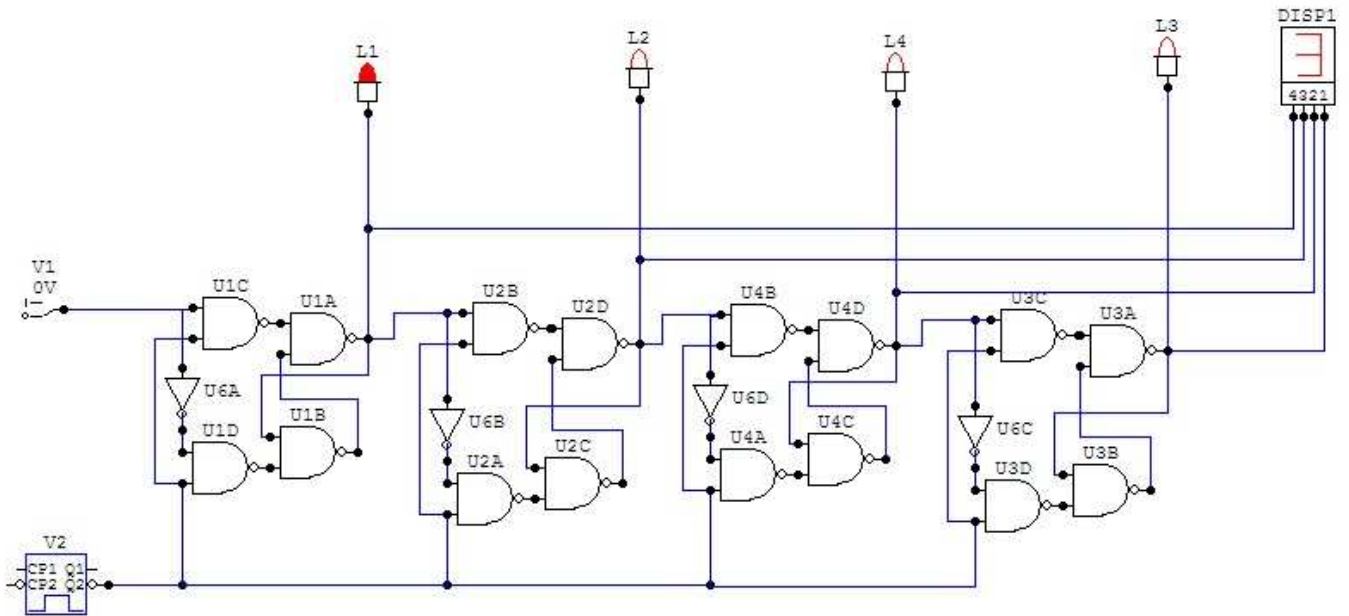 DISP1
L1
L2
L4
L3
3
4321
V1
0V
U1C
U1A
U2B
U2D
U4B
U4D
U3C
U3A
U6A
U1B
U1D
U6B
U2C
U2A
U6D
U4C
U4A
U6C
U3B
U3D
V2
CP1 Q1
CP2 Q2